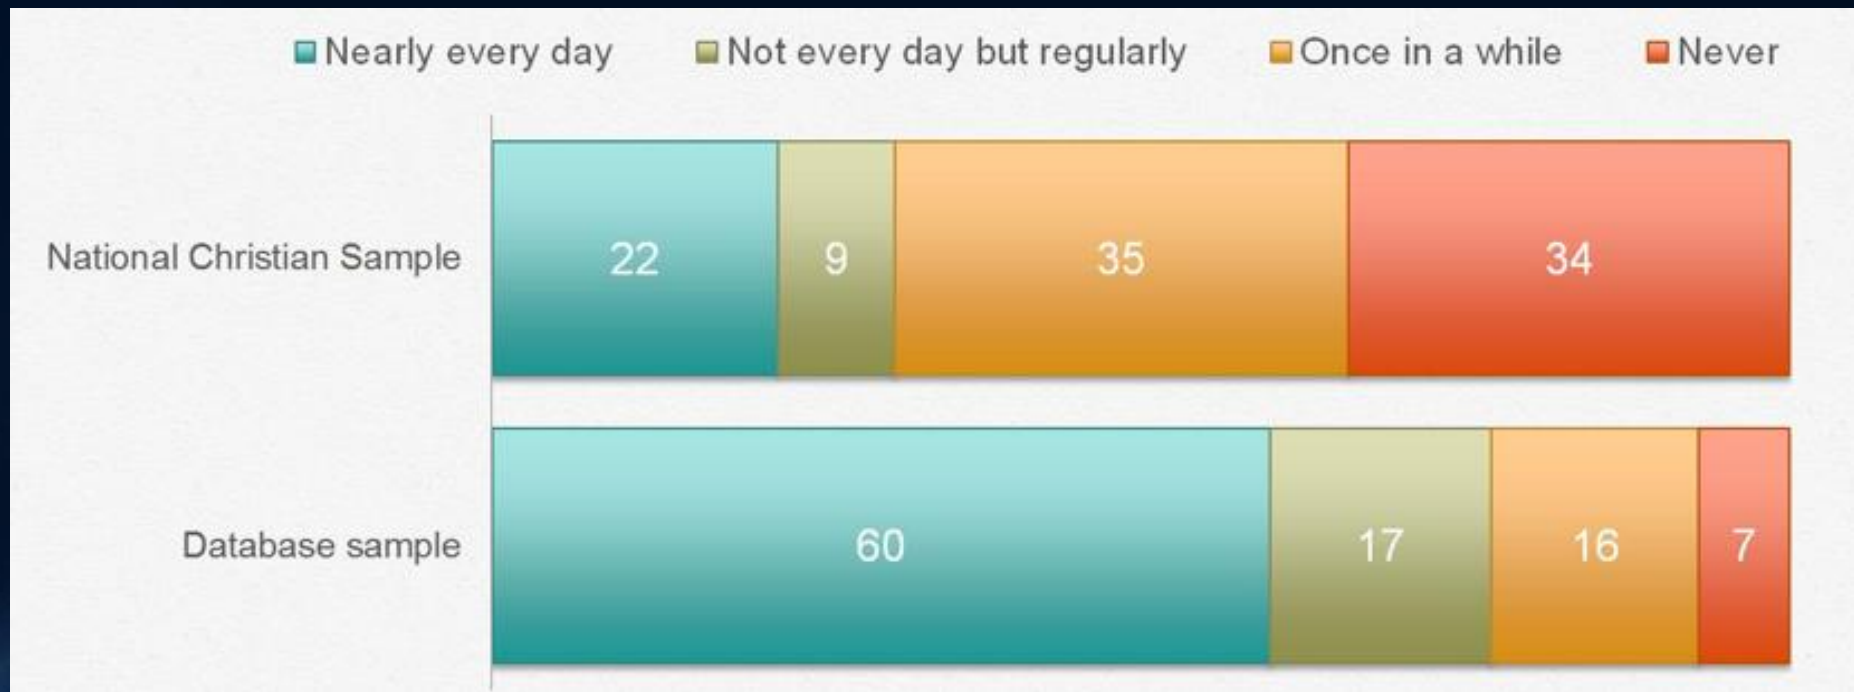 Nearly every day Not every day but regularly Once in a while Never
National Christian Sample 22 9 35 34
Database sample 60 17 16 7